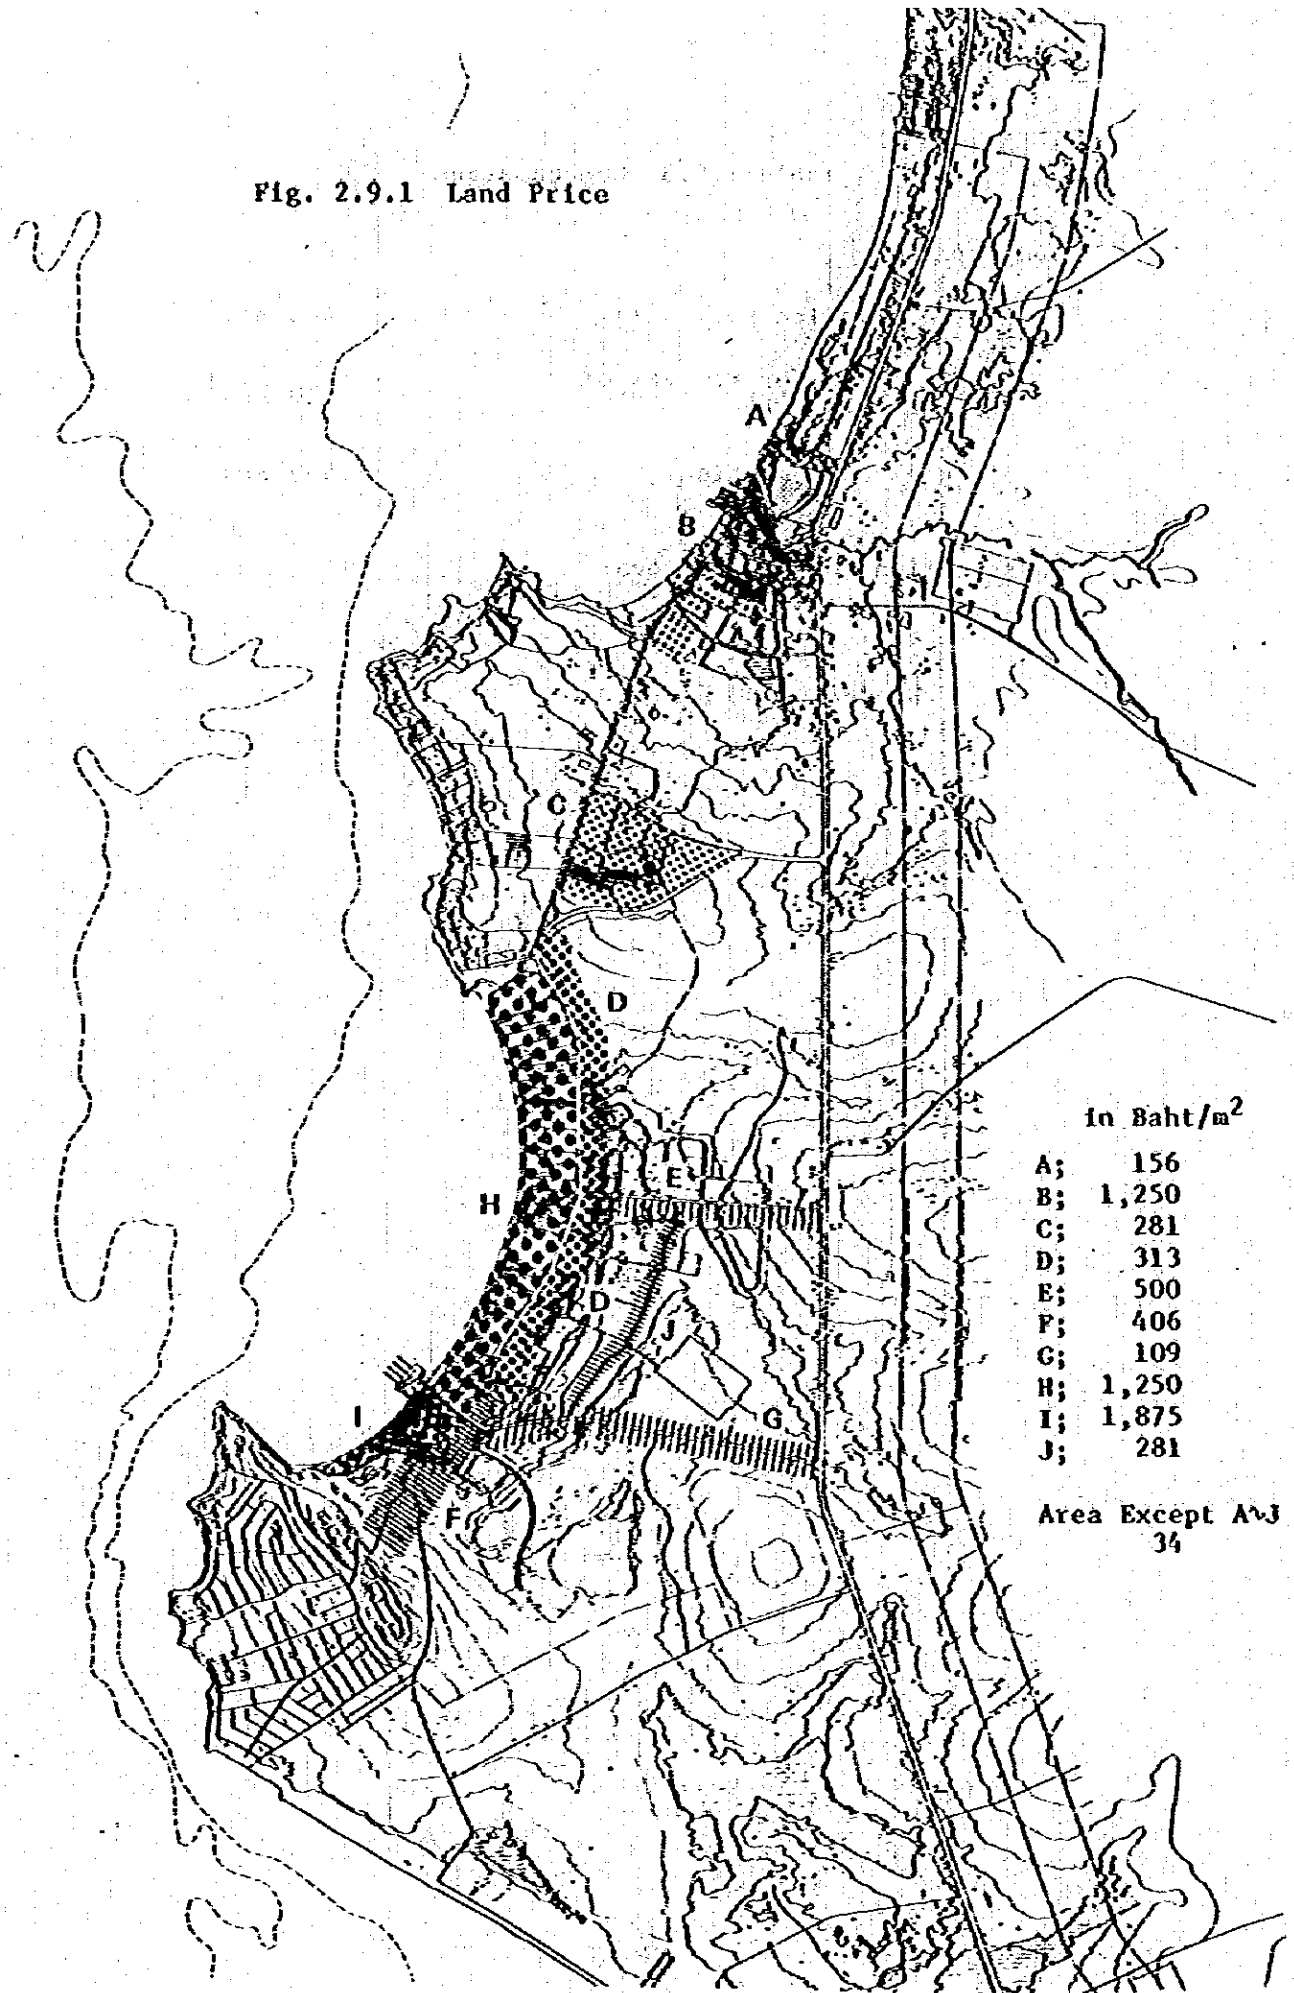 Fig. 2.9.1 Land Price
A
B
C
D
E
H
D
J
I
G
F
in Baht/m²
A; 156
B; 1,250
C; 281
D; 313
E; 500
F; 406
G; 109
H; 1,250
I; 1,875
J; 281
Area Except A~J
34